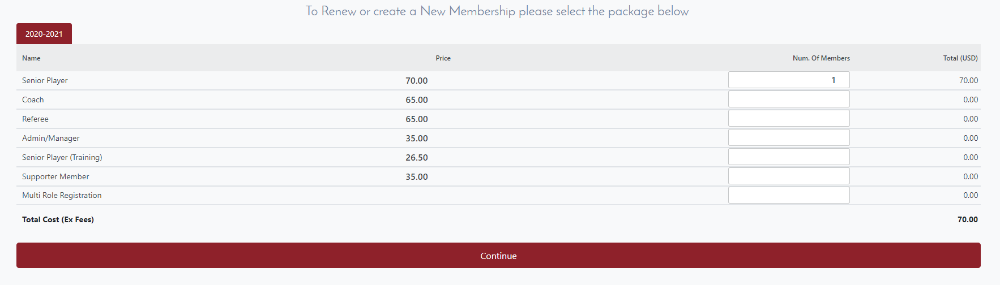 To Renew or create a New Membership please select the package below
2020-2021
Name Price Num. Of Members Total (USD)
Senior Player 70.00 1 70.00
Coach 65.00 0.00
Referee 65.00 0.00
Admin/Manager 35.00 0.00
Senior Player (Training) 26.50 0.00
Supporter Member 35.00 0.00
Multi Role Registration 0.00
Total Cost (Ex Fees) 70.00
Continue